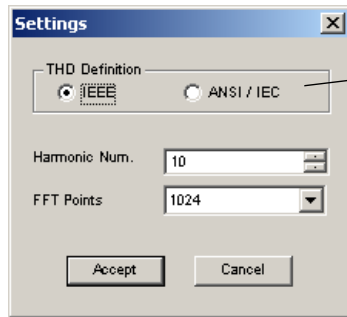 Settings
THD Definition
IEEE ANSI / IEC
Harmonic Num. 10
FFT Points 1024
Accept Cancel